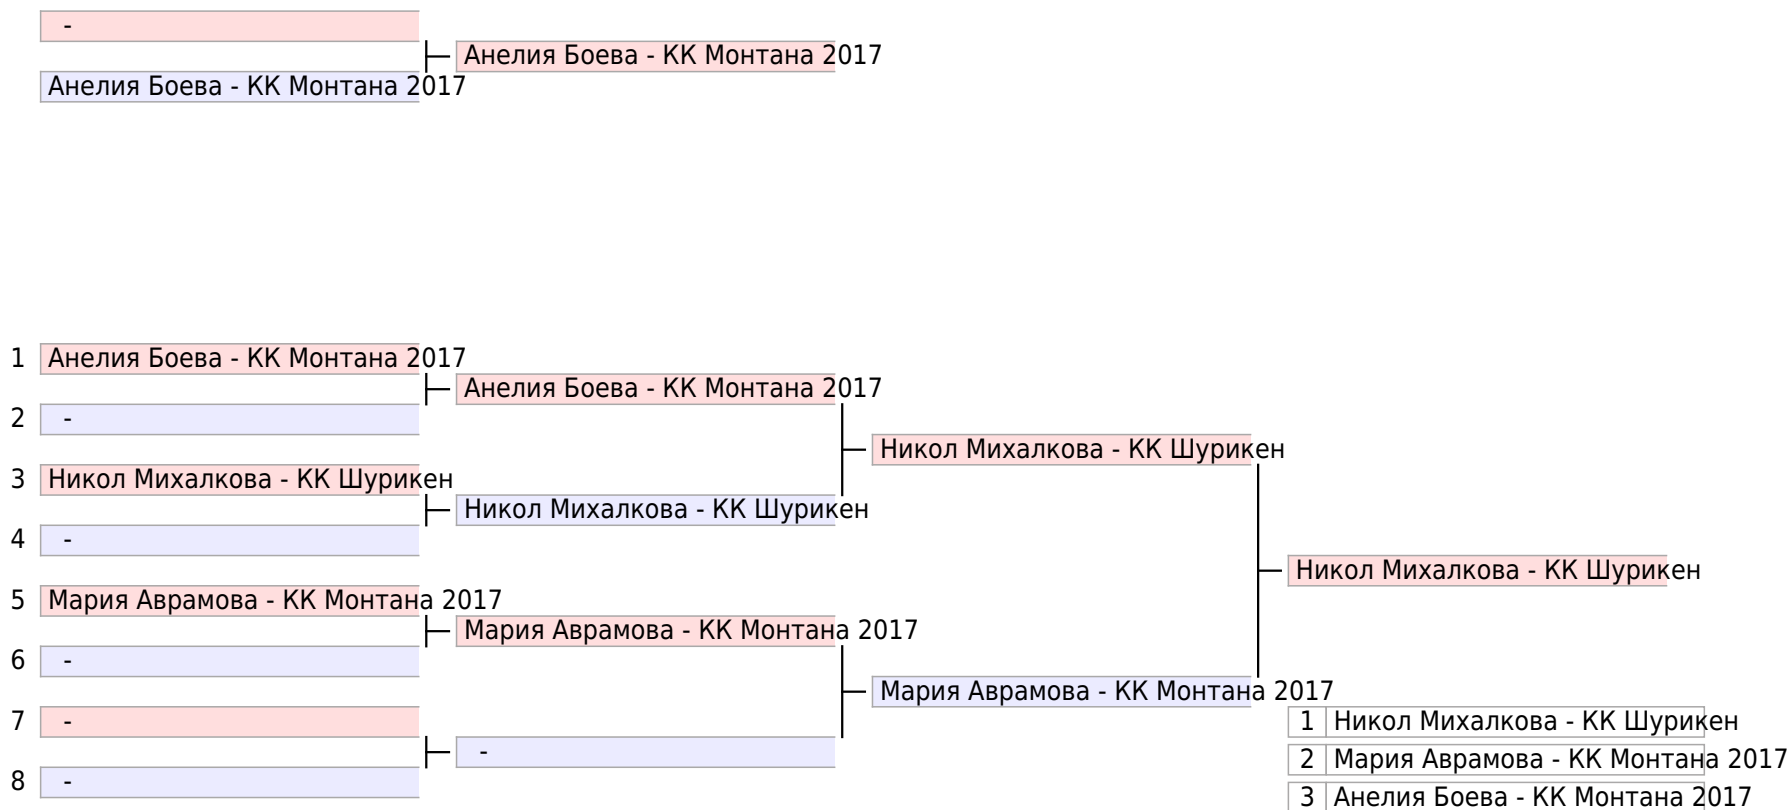 -
Анелия Боева - КК Монтана 2017
Анелия Боева - КК Монтана 2017
1 Анелия Боева - КК Монтана 2017
Анелия Боева - КК Монтана 2017
2 -
Никол Михалкова - КК Шурикен
3 Никол Михалкова - КК Шурикен
Никол Михалкова - КК Шурикен
4 -
Никол Михалкова - КК Шурикен
5 Мария Аврамова - КК Монтана 2017
Мария Аврамова - КК Монтана 2017
6 -
Мария Аврамова - КК Монтана 2017
7 -
-
8 -
1 Никол Михалкова - КК Шурикен
2 Мария Аврамова - КК Монтана 2017
3 Анелия Боева - КК Монтана 2017